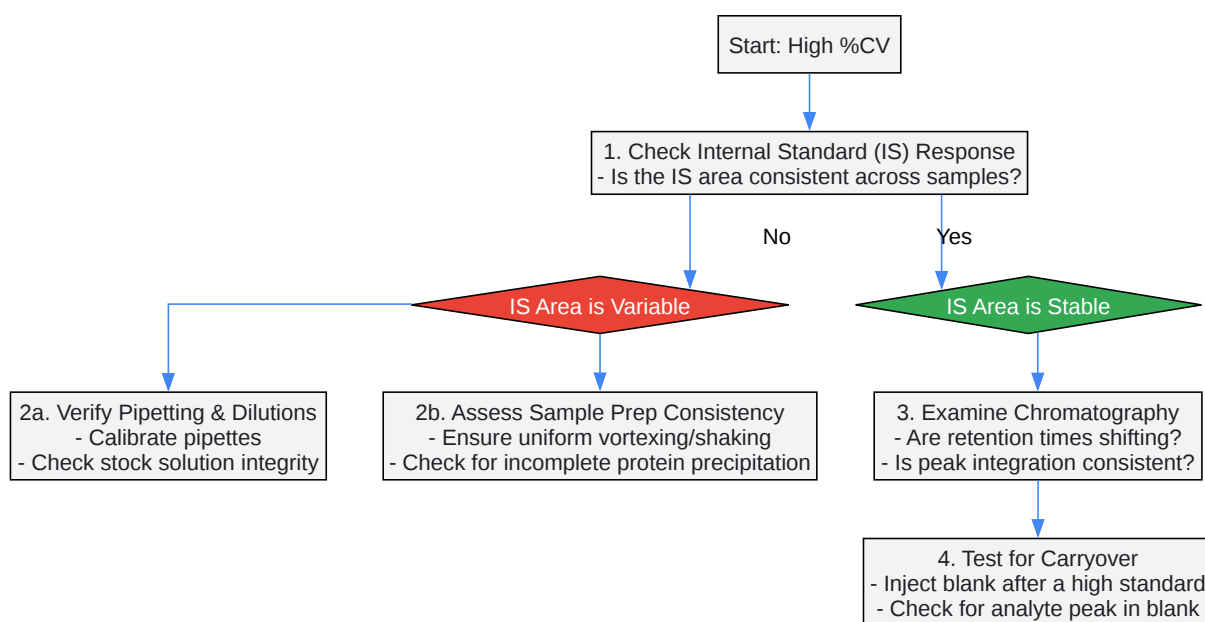 Start: High %CV
1. Check Internal Standard (IS) Response
- Is the IS area consistent across samples?
No
Yes
IS Area is Variable
IS Area is Stable
2a. Verify Pipetting & Dilutions
- Calibrate pipettes
- Check stock solution integrity
2b. Assess Sample Prep Consistency
- Ensure uniform vortexing/shaking
- Check for incomplete protein precipitation
3. Examine Chromatography
- Are retention times shifting?
- Is peak integration consistent?
4. Test for Carryover
- Inject blank after a high standard
- Check for analyte peak in blank